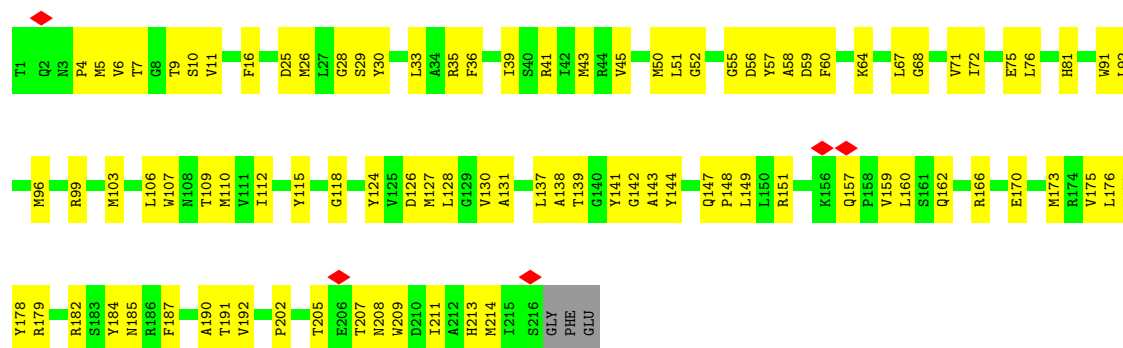 T1 Q2 N3 P4 M5 V6 T7 G8 T9 S10 V11 F16 D25 M26 L27 G28 S29 Y30 L33 A34 R35 F36 I39 S40 R41 I42 M43 R44 V45 M50 L51 G52 G55 D56 Y57 A58 D59 F60 K64 L67 G68 V71 I72 E75 L76 H81 W91 L92
M96 R99 M103 L106 W107 N108 T109 M110 V111 I112 Y115 G118 Y124 V125 D126 M127 L128 G129 V130 A131 L137 A138 T139 G140 Y141 G142 A143 Y144 Q147 P148 L149 L150 R151 K156 Q157 P158 V159 L160 S161 Q162 R166 E170 M173 R174 V175 L176
Y178 R179 R182 S183 Y184 N185 R186 F187 A190 T191 V192 P202 T205 E206 T207 N208 W209 D210 I211 A212 H213 M214 I215 S216 GLY PHE GLU